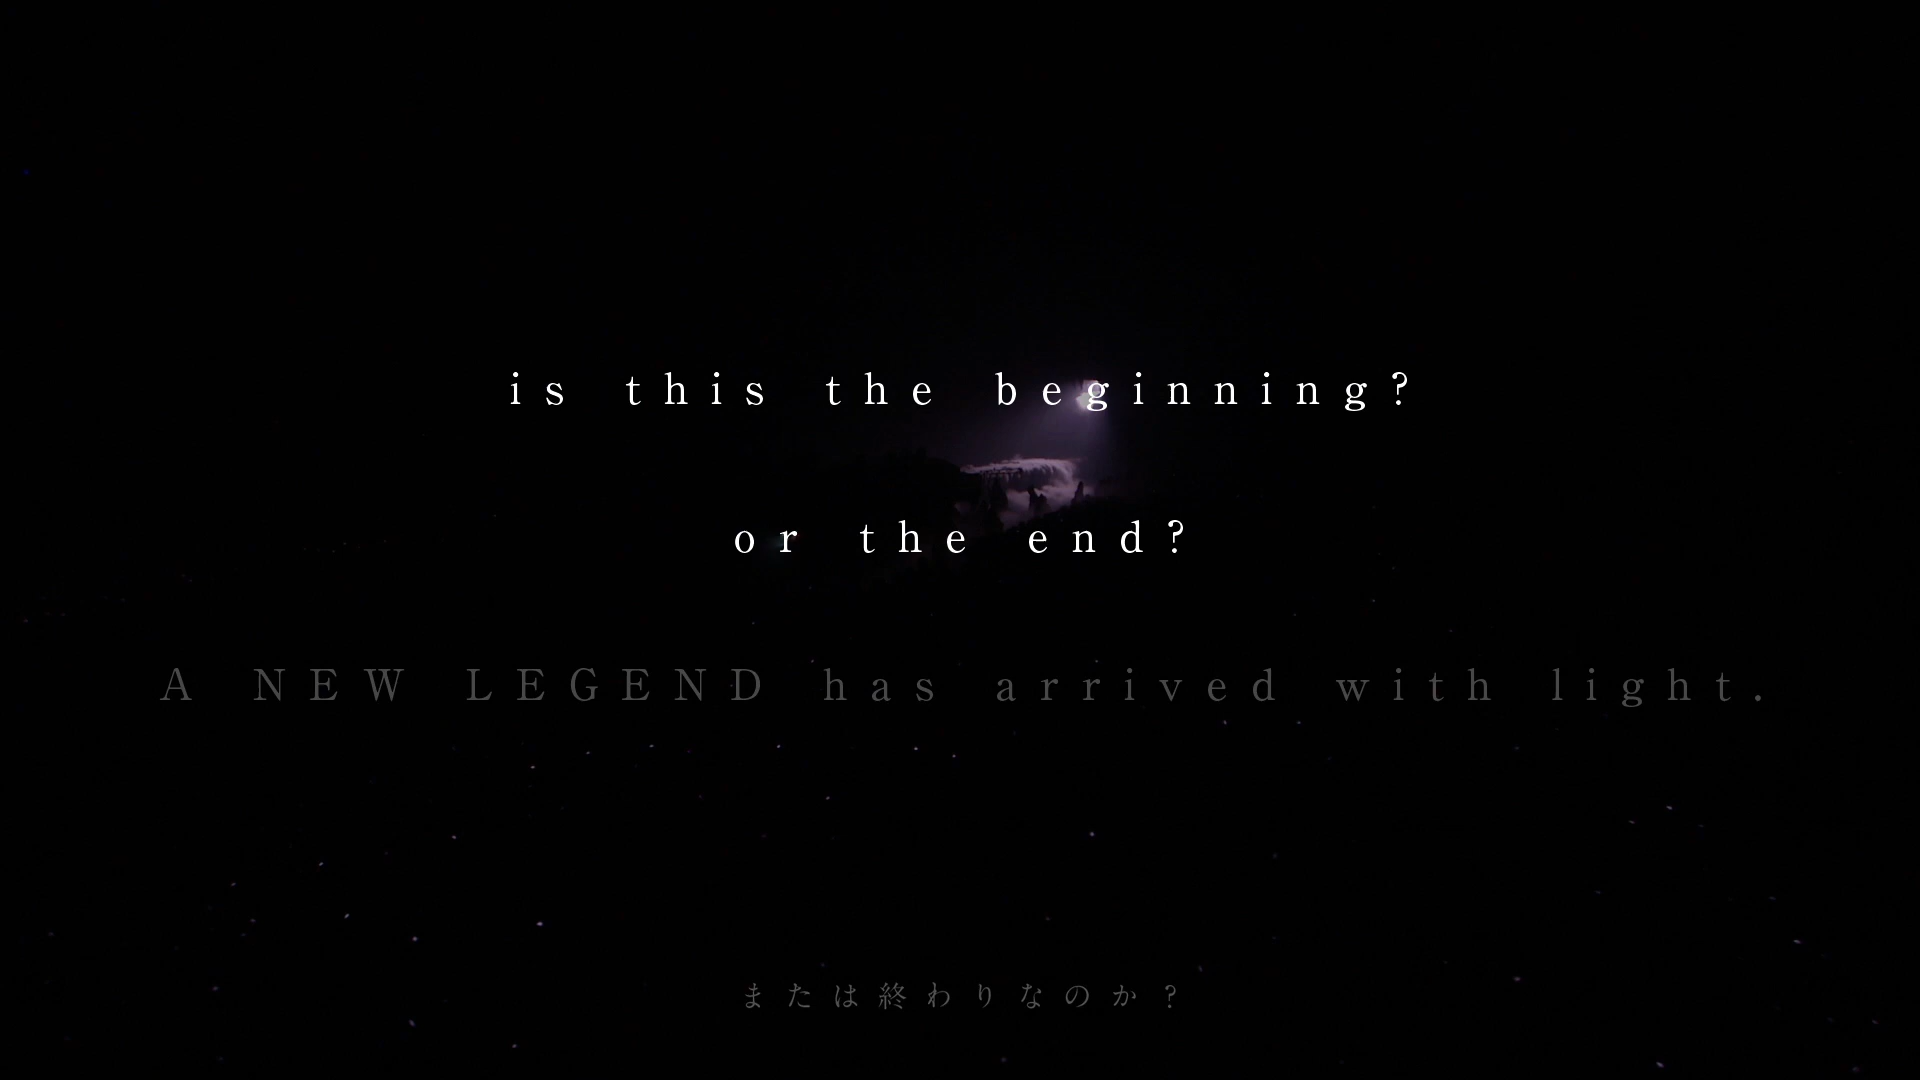 is this the beginning?
or the end?
A NEW LEGEND has arrived with light.
または終わりなのか？